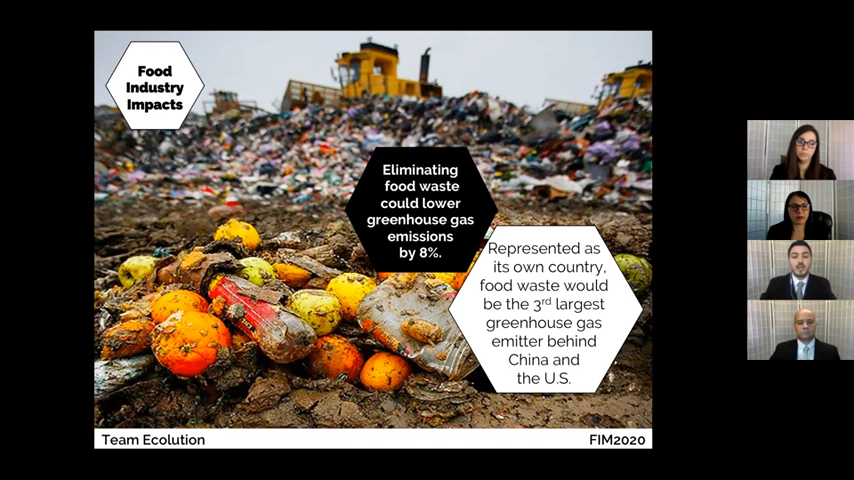 Food
Industry
Impacts
Eliminating
food waste
could lower
greenhouse gas
emissions
by 8%.
Represented as
its own country,
food waste would
be the 3rd largest
greenhouse gas
emitter behind
China and
the U.S.
Team Ecolution
FIM2020